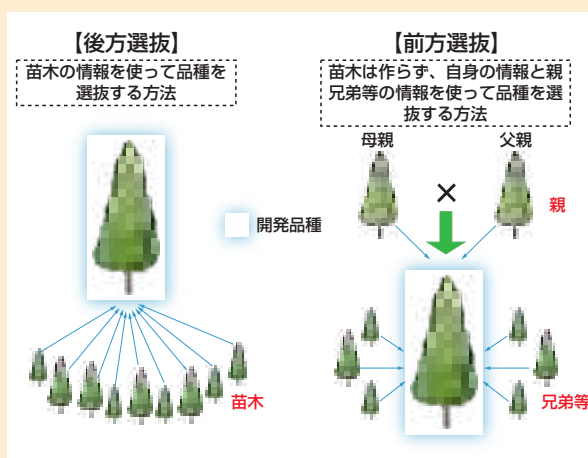 【後方選抜】
苗木の情報を使って品種を
選抜する方法
開発品種
苗木
【前方選抜】
苗木は作らず、自身の情報と親
兄弟等の情報を使って品種を選
抜する方法
母親
父親
×
親
兄弟等